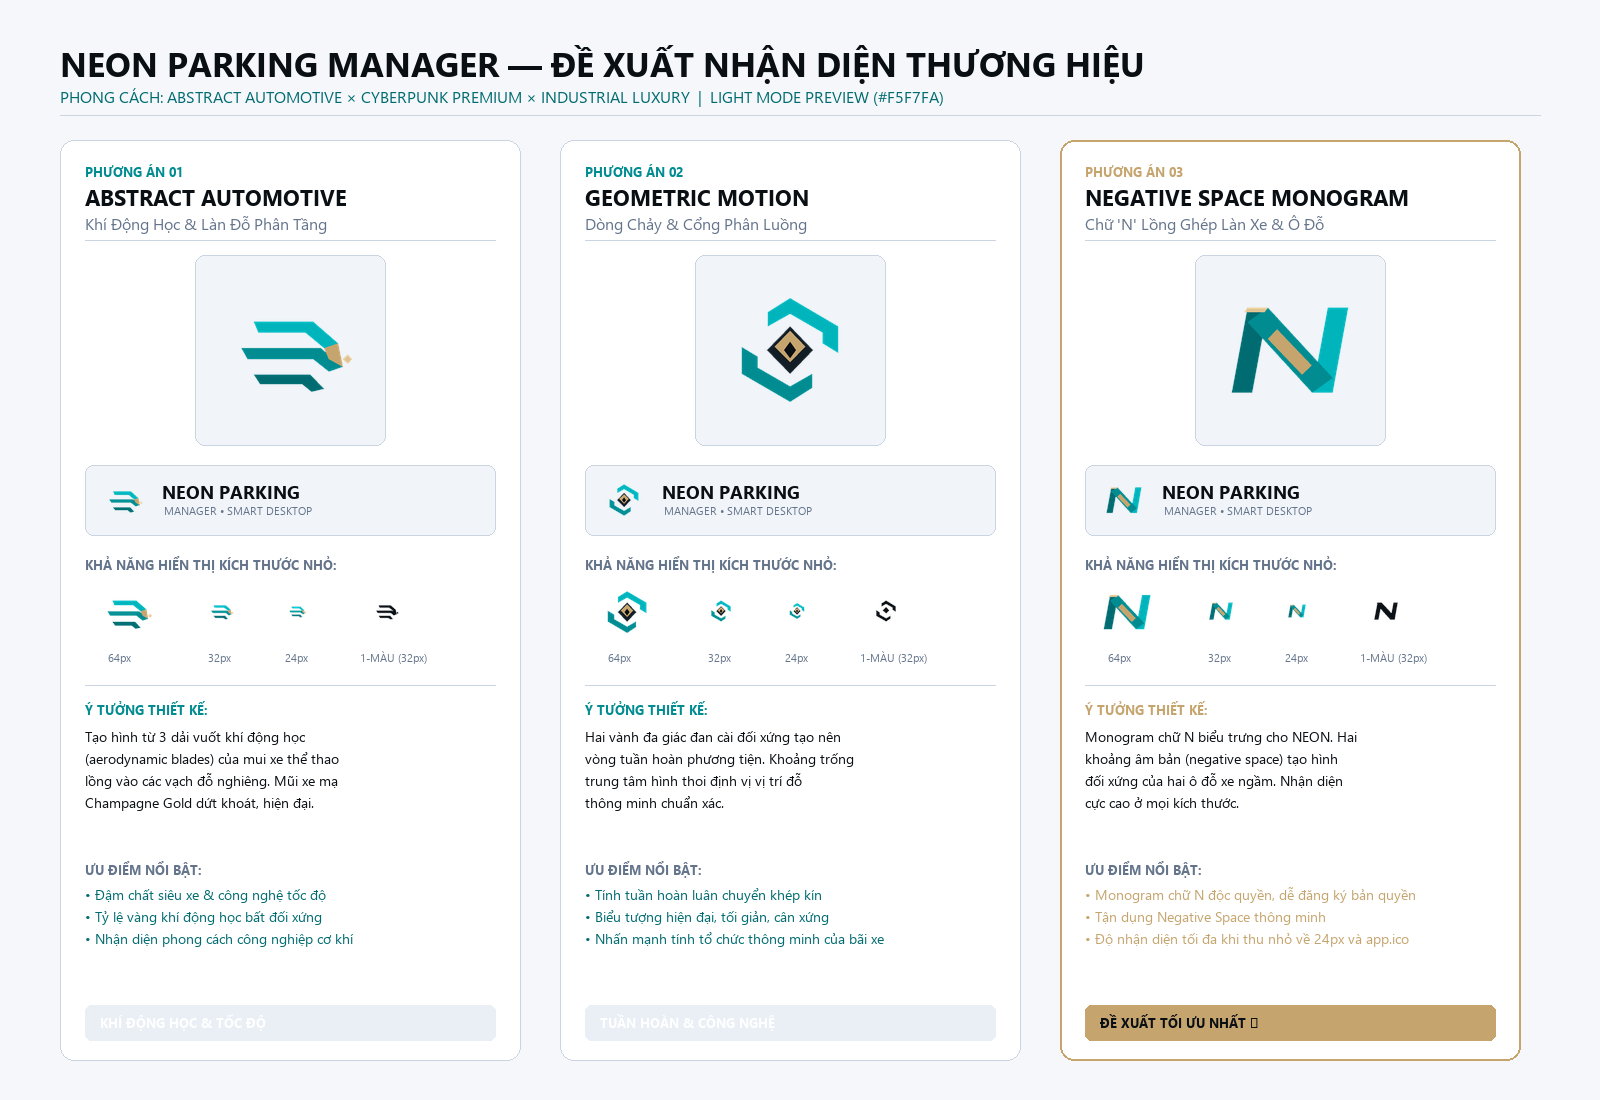 NEON PARKING MANAGER — ĐỀ XUẤT NHẬN DIỆN THƯƠNG HIỆU
PHONG CÁCH: ABSTRACT AUTOMOTIVE × CYBERPUNK PREMIUM × INDUSTRIAL LUXURY | LIGHT MODE PREVIEW (#F5F7FA)
PHƯƠNG ÁN 01
ABSTRACT AUTOMOTIVE
Khí Động Học & Làn Đỗ Phân Tầng
NEON PARKING
MANAGER • SMART DESKTOP
KHẢ NĂNG HIỂN THỊ KÍCH THƯỚC NHỎ:
64px
32px
24px
1-MÀU (32px)
Ý TƯỞNG THIẾT KẾ:
Tạo hình từ 3 dải vuốt khí động học
(aerodynamic blades) của mui xe thể thao
lồng vào các vạch đỗ nghiêng. Mũi xe mạ
Champagne Gold dứt khoát, hiện đại.
ƯU ĐIỂM NỔI BẬT:
• Đậm chất siêu xe & công nghệ tốc độ
• Tỷ lệ vàng khí động học bất đối xứng
• Nhận diện phong cách công nghiệp cơ khí
KHÍ ĐỘNG HỌC & TỐC ĐỘ
PHƯƠNG ÁN 02
GEOMETRIC MOTION
Dòng Chảy & Cổng Phân Luồng
NEON PARKING
MANAGER • SMART DESKTOP
KHẢ NĂNG HIỂN THỊ KÍCH THƯỚC NHỎ:
64px
32px
24px
1-MÀU (32px)
Ý TƯỞNG THIẾT KẾ:
Hai vành đa giác đan cài đối xứng tạo nên
vòng tuần hoàn phương tiện. Khoảng trống
trung tâm hình thoi định vị vị trí đỗ
thông minh chuẩn xác.
ƯU ĐIỂM NỔI BẬT:
• Tính tuần hoàn luân chuyển khép kín
• Biểu tượng hiện đại, tối giản, cân xứng
• Nhấn mạnh tính tổ chức thông minh của bãi xe
TUẦN HOÀN & CÔNG NGHỆ
PHƯƠNG ÁN 03
NEGATIVE SPACE MONOGRAM
Chữ 'N' Lồng Ghép Làn Xe & Ô Đỗ
NEON PARKING
MANAGER • SMART DESKTOP
KHẢ NĂNG HIỂN THỊ KÍCH THƯỚC NHỎ:
64px
32px
24px
1-MÀU (32px)
Ý TƯỞNG THIẾT KẾ:
Monogram chữ N biểu trưng cho NEON. Hai
khoảng âm bản (negative space) tạo hình
đối xứng của hai ô đỗ xe ngầm. Nhận diện
cực cao ở mọi kích thước.
ƯU ĐIỂM NỔI BẬT:
• Monogram chữ N độc quyền, dễ đăng ký bản quyền
• Tận dụng Negative Space thông minh
• Độ nhận diện tối đa khi thu nhỏ về 24px và app.ico
ĐỀ XUẤT TỐI ƯU NHẤT